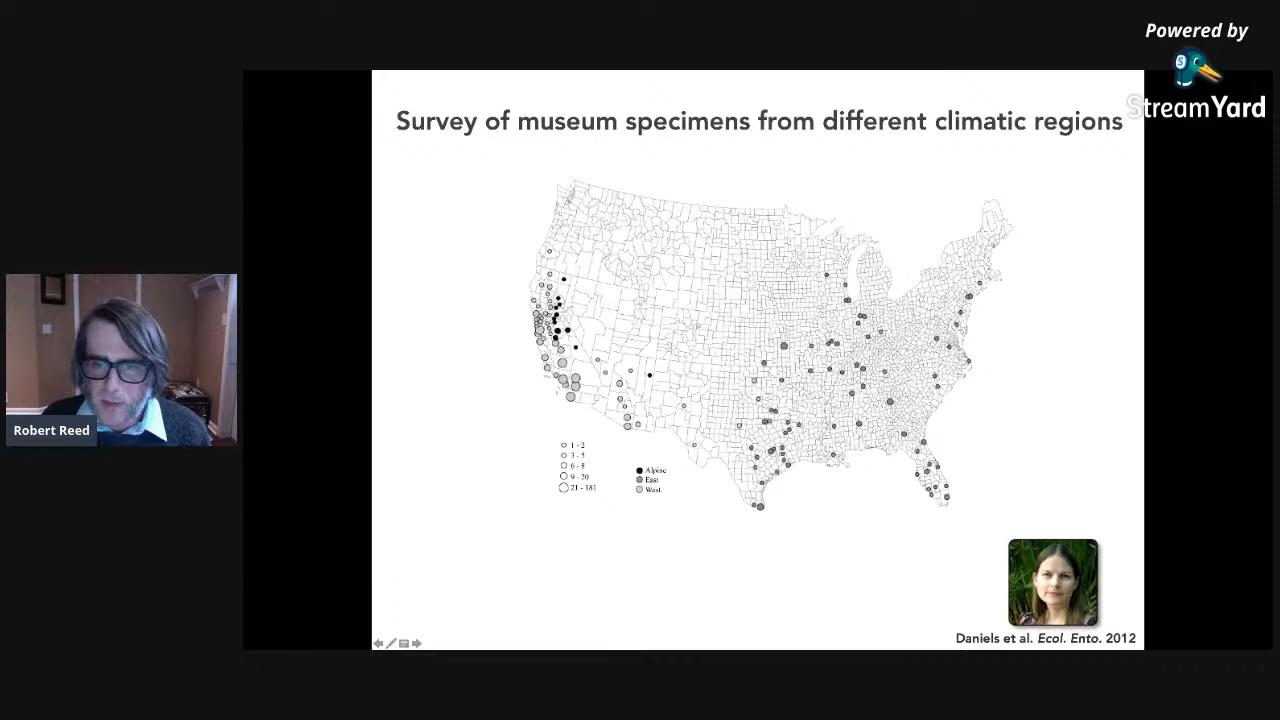 Powered by
StreamYard
Survey of museum specimens from different climatic regions
1 - 2
3 - 5
6 - 8
9 - 20
21 - 181
Alpine
East
West
Robert Reed
Daniels et al. Ecol. Ento. 2012